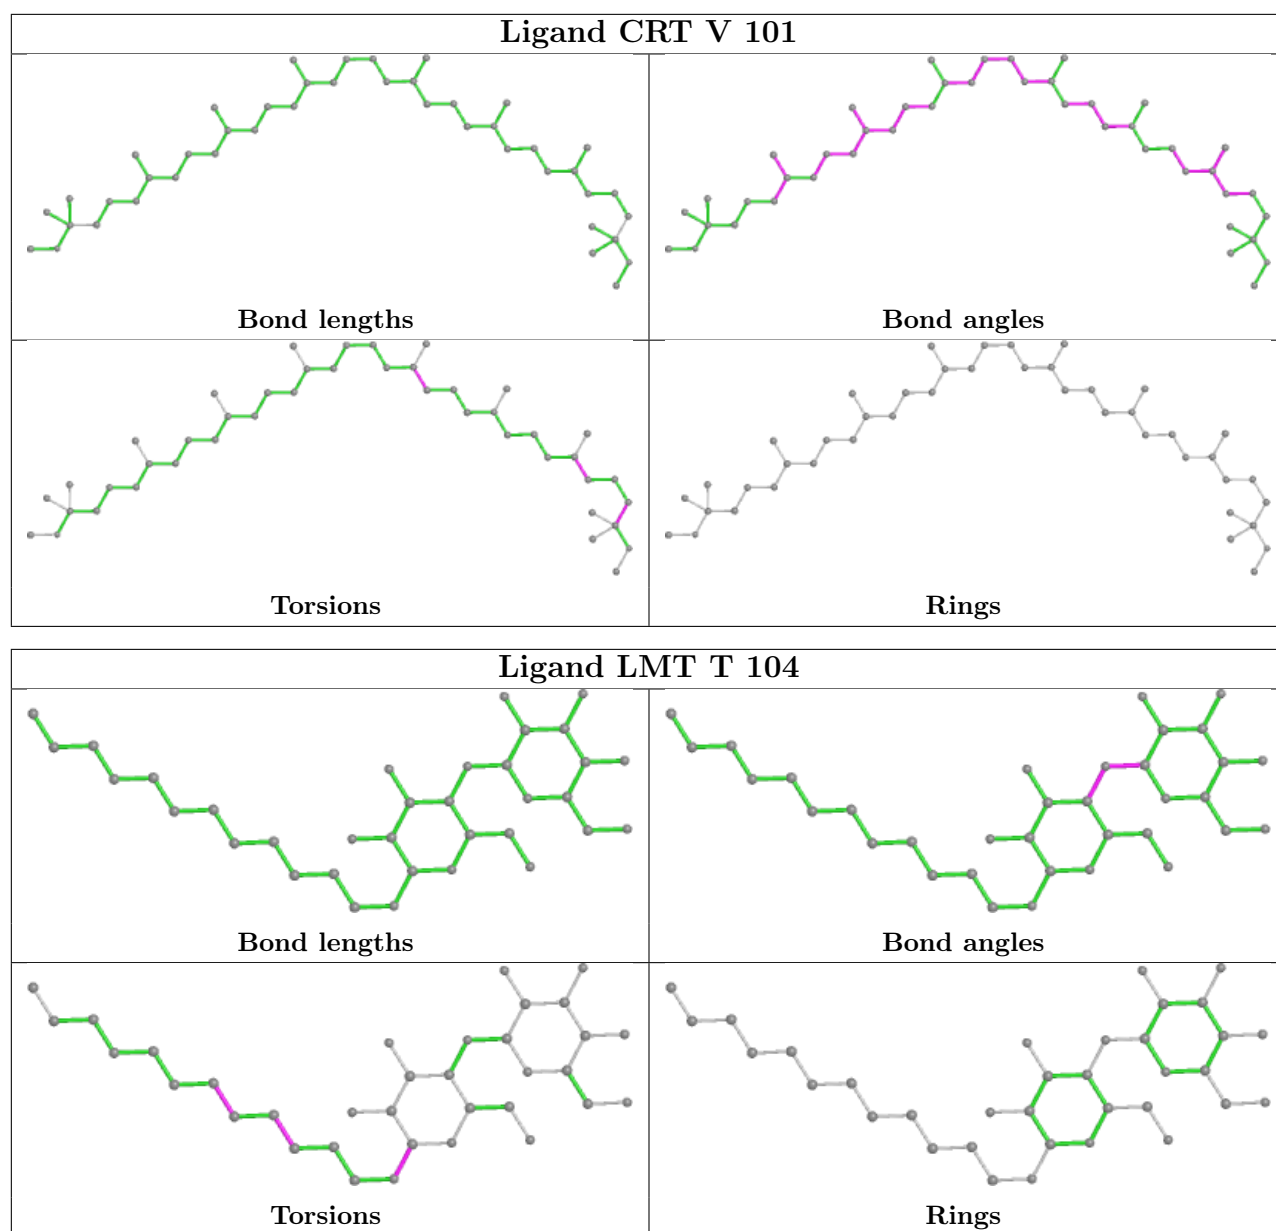 Ligand CRT V 101
Bond lengths
Bond angles
Torsions
Rings
Ligand LMT T 104
Bond lengths
Bond angles
Torsions
Rings